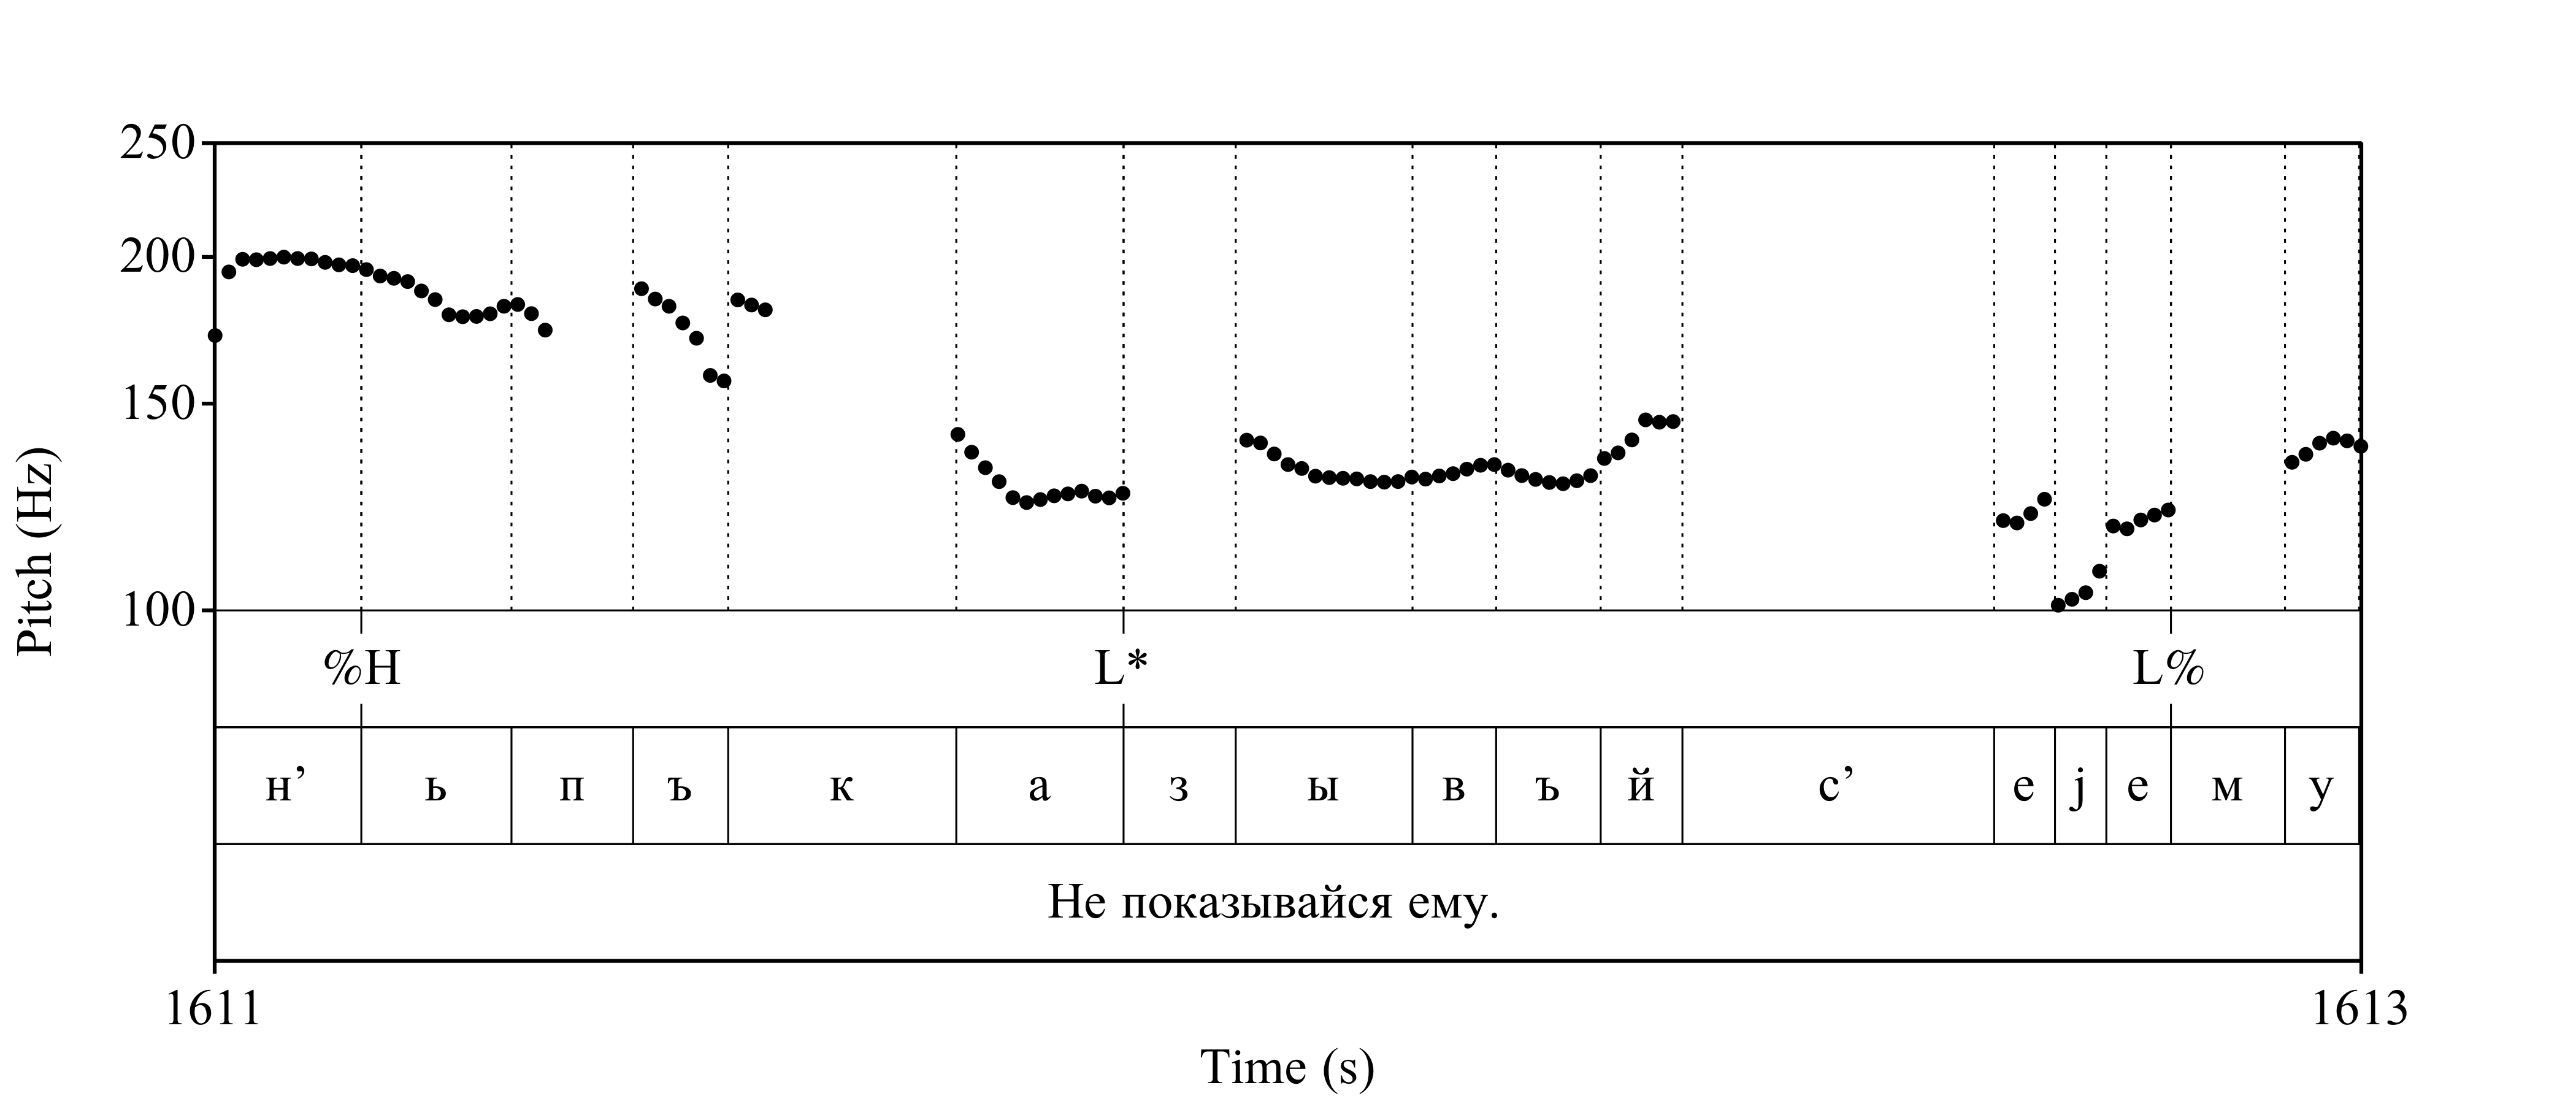 250
200
150
100
Pitch (Hz)
%H L* L%
н’ ь п ъ к а з ы в ъ й с’ е j е м у
Не показывайся ему.
1611 1613
Time (s)